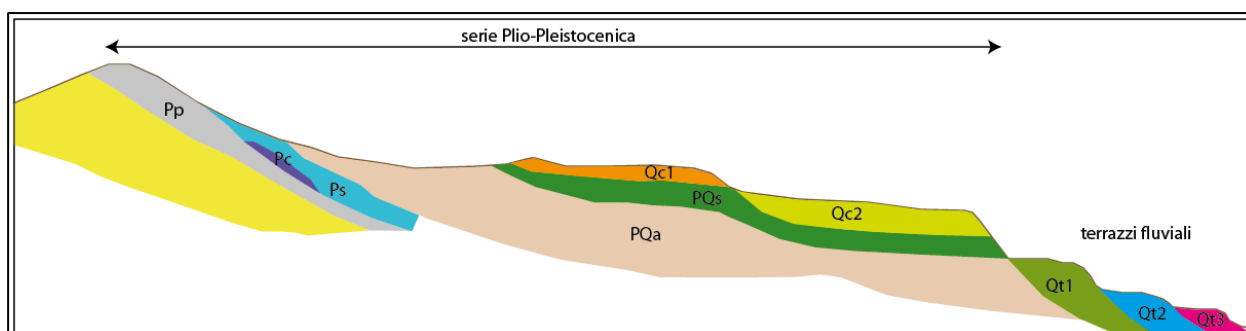 serie Plio-Pleistocenica
Pp
Pc
Ps
Qc1
PQs
Qc2
PQa
terrazzi fluviali
Qt1
Qt2
Qt3